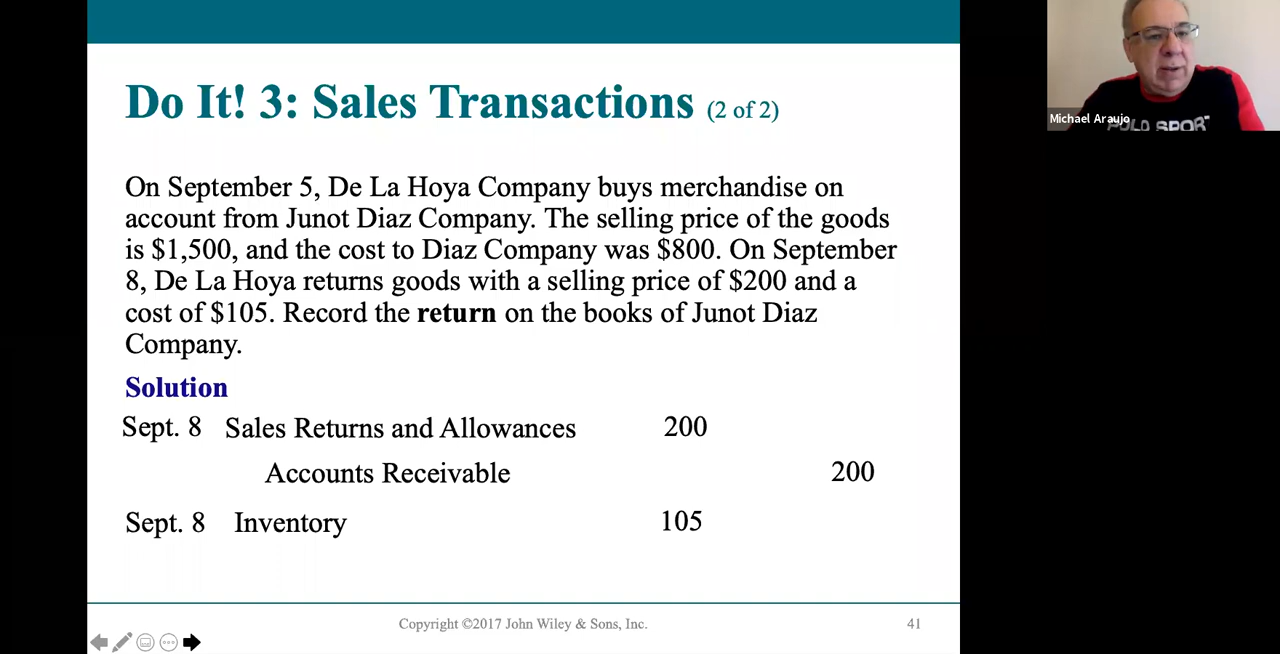 Do It! 3: Sales Transactions (2 of 2)
On September 5, De La Hoya Company buys merchandise on
account from Junot Diaz Company. The selling price of the goods
is $1,500, and the cost to Diaz Company was $800. On September
8, De La Hoya returns goods with a selling price of $200 and a
cost of $105. Record the return on the books of Junot Diaz
Company.
Solution
Sept. 8 Sales Returns and Allowances 200
Accounts Receivable 200
Sept. 8 Inventory 105
Copyright ©2017 John Wiley & Sons, Inc. 41
Michael Araujo
POLO SPORT